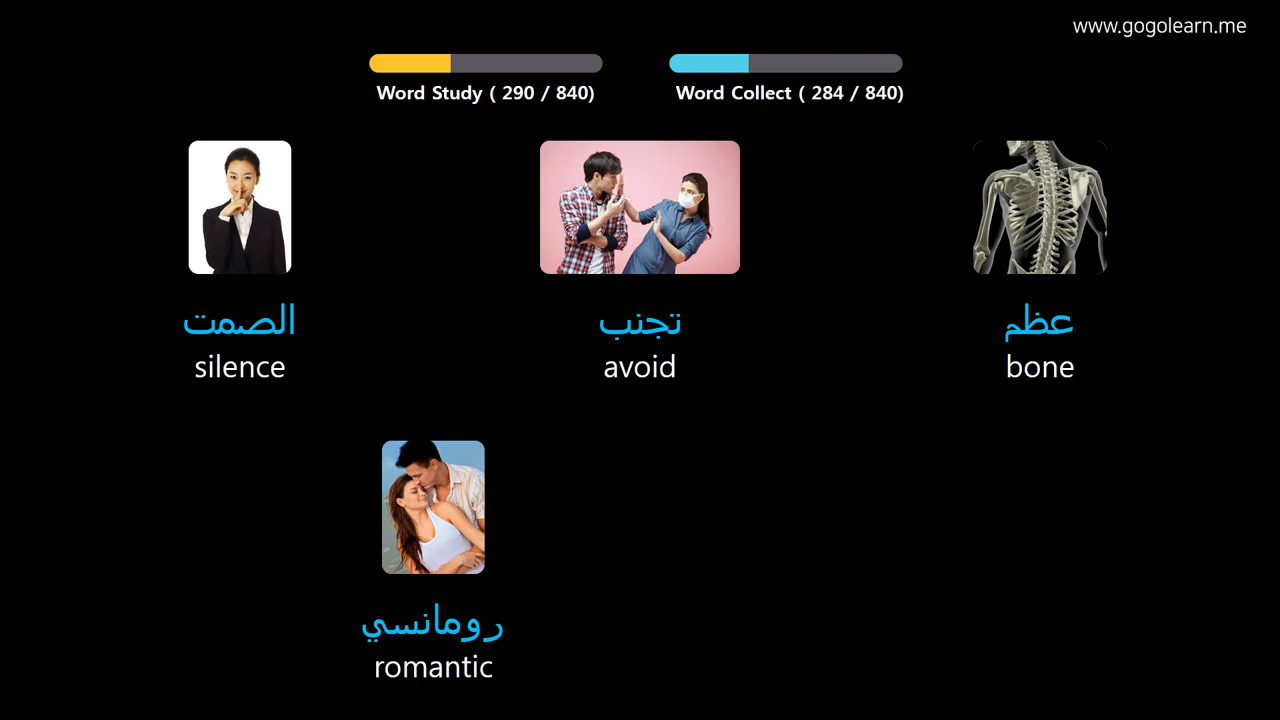 www.gogolearn.me
Word Study ( 290 / 840)
Word Collect ( 284 / 840)
الصمت
silence
تجنب
avoid
عظم
bone
رومانسي
romantic